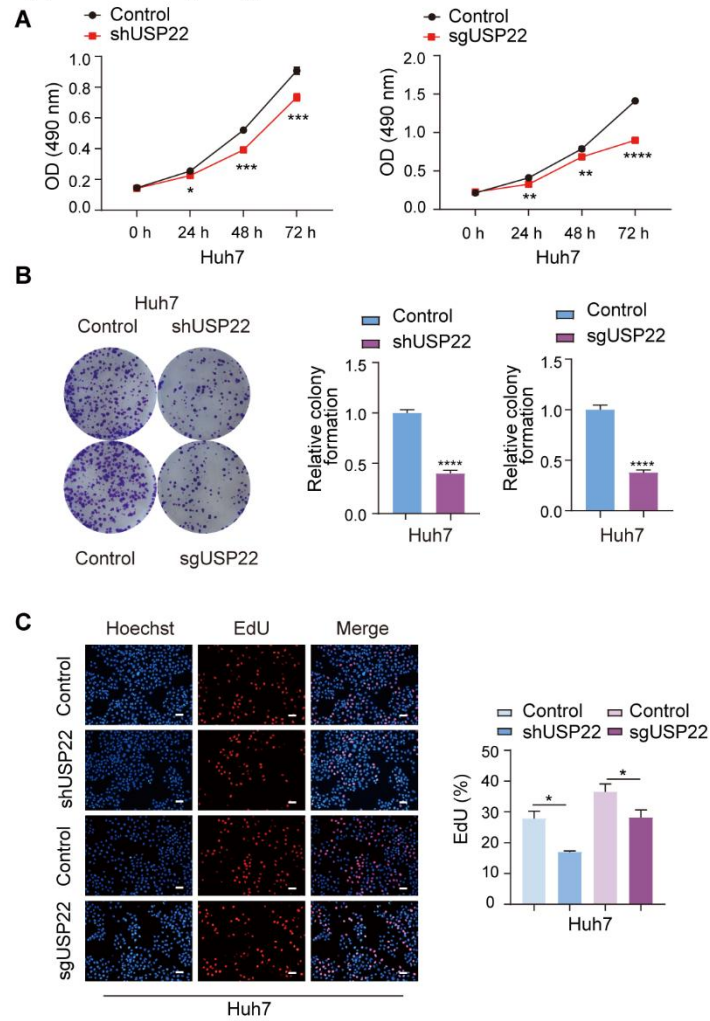 A
Control
shUSP22
OD (490 nm)
1.0
0.8
0.6
0.4
0.2
*
***
***
0 h 24 h 48 h 72 h
Huh7
Control
sgUSP22
OD (490 nm)
2.0
1.5
1.0
0.5
0.0
**
**
****
0 h 24 h 48 h 72 h
Huh7
B
Huh7
Control shUSP22
Control sgUSP22
Control
shUSP22
Relative colony
formation
1.5
1.0
0.5
0.0
****
Huh7
Control
sgUSP22
Relative colony
formation
1.5
1.0
0.5
0.0
****
Huh7
C
Hoechst EdU Merge
Control
shUSP22
Control
sgUSP22
Huh7
Control Control
shUSP22 sgUSP22
EdU (%)
50
40
30
20
10
0
*
*
Huh7